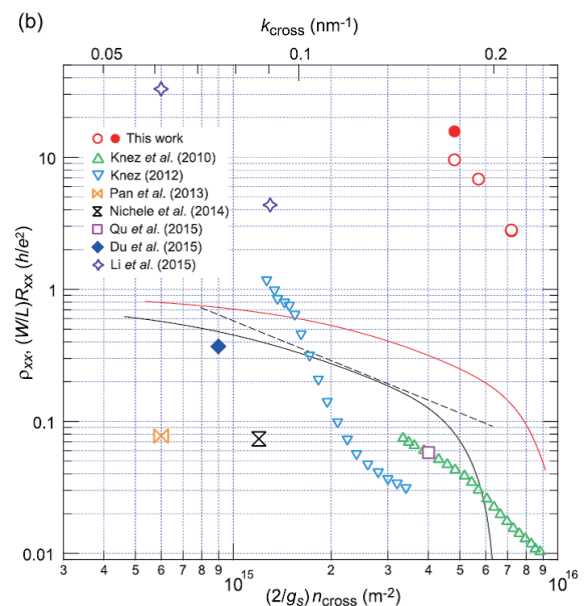 (b)
k_cross (nm⁻¹)
0.05 0.1 0.2
10
1
0.1
0.01
ρ_xx, (W/L)R_xx (h/e²)
This work
Knez et al. (2010)
Knez (2012)
Pan et al. (2013)
Nichele et al. (2014)
Qu et al. (2015)
Du et al. (2015)
Li et al. (2015)
3 4 5 6 7 8 9 10¹⁵ 2 3 4 5 6 7 8 9 10¹⁶
(2/g_s) n_cross (m⁻²)